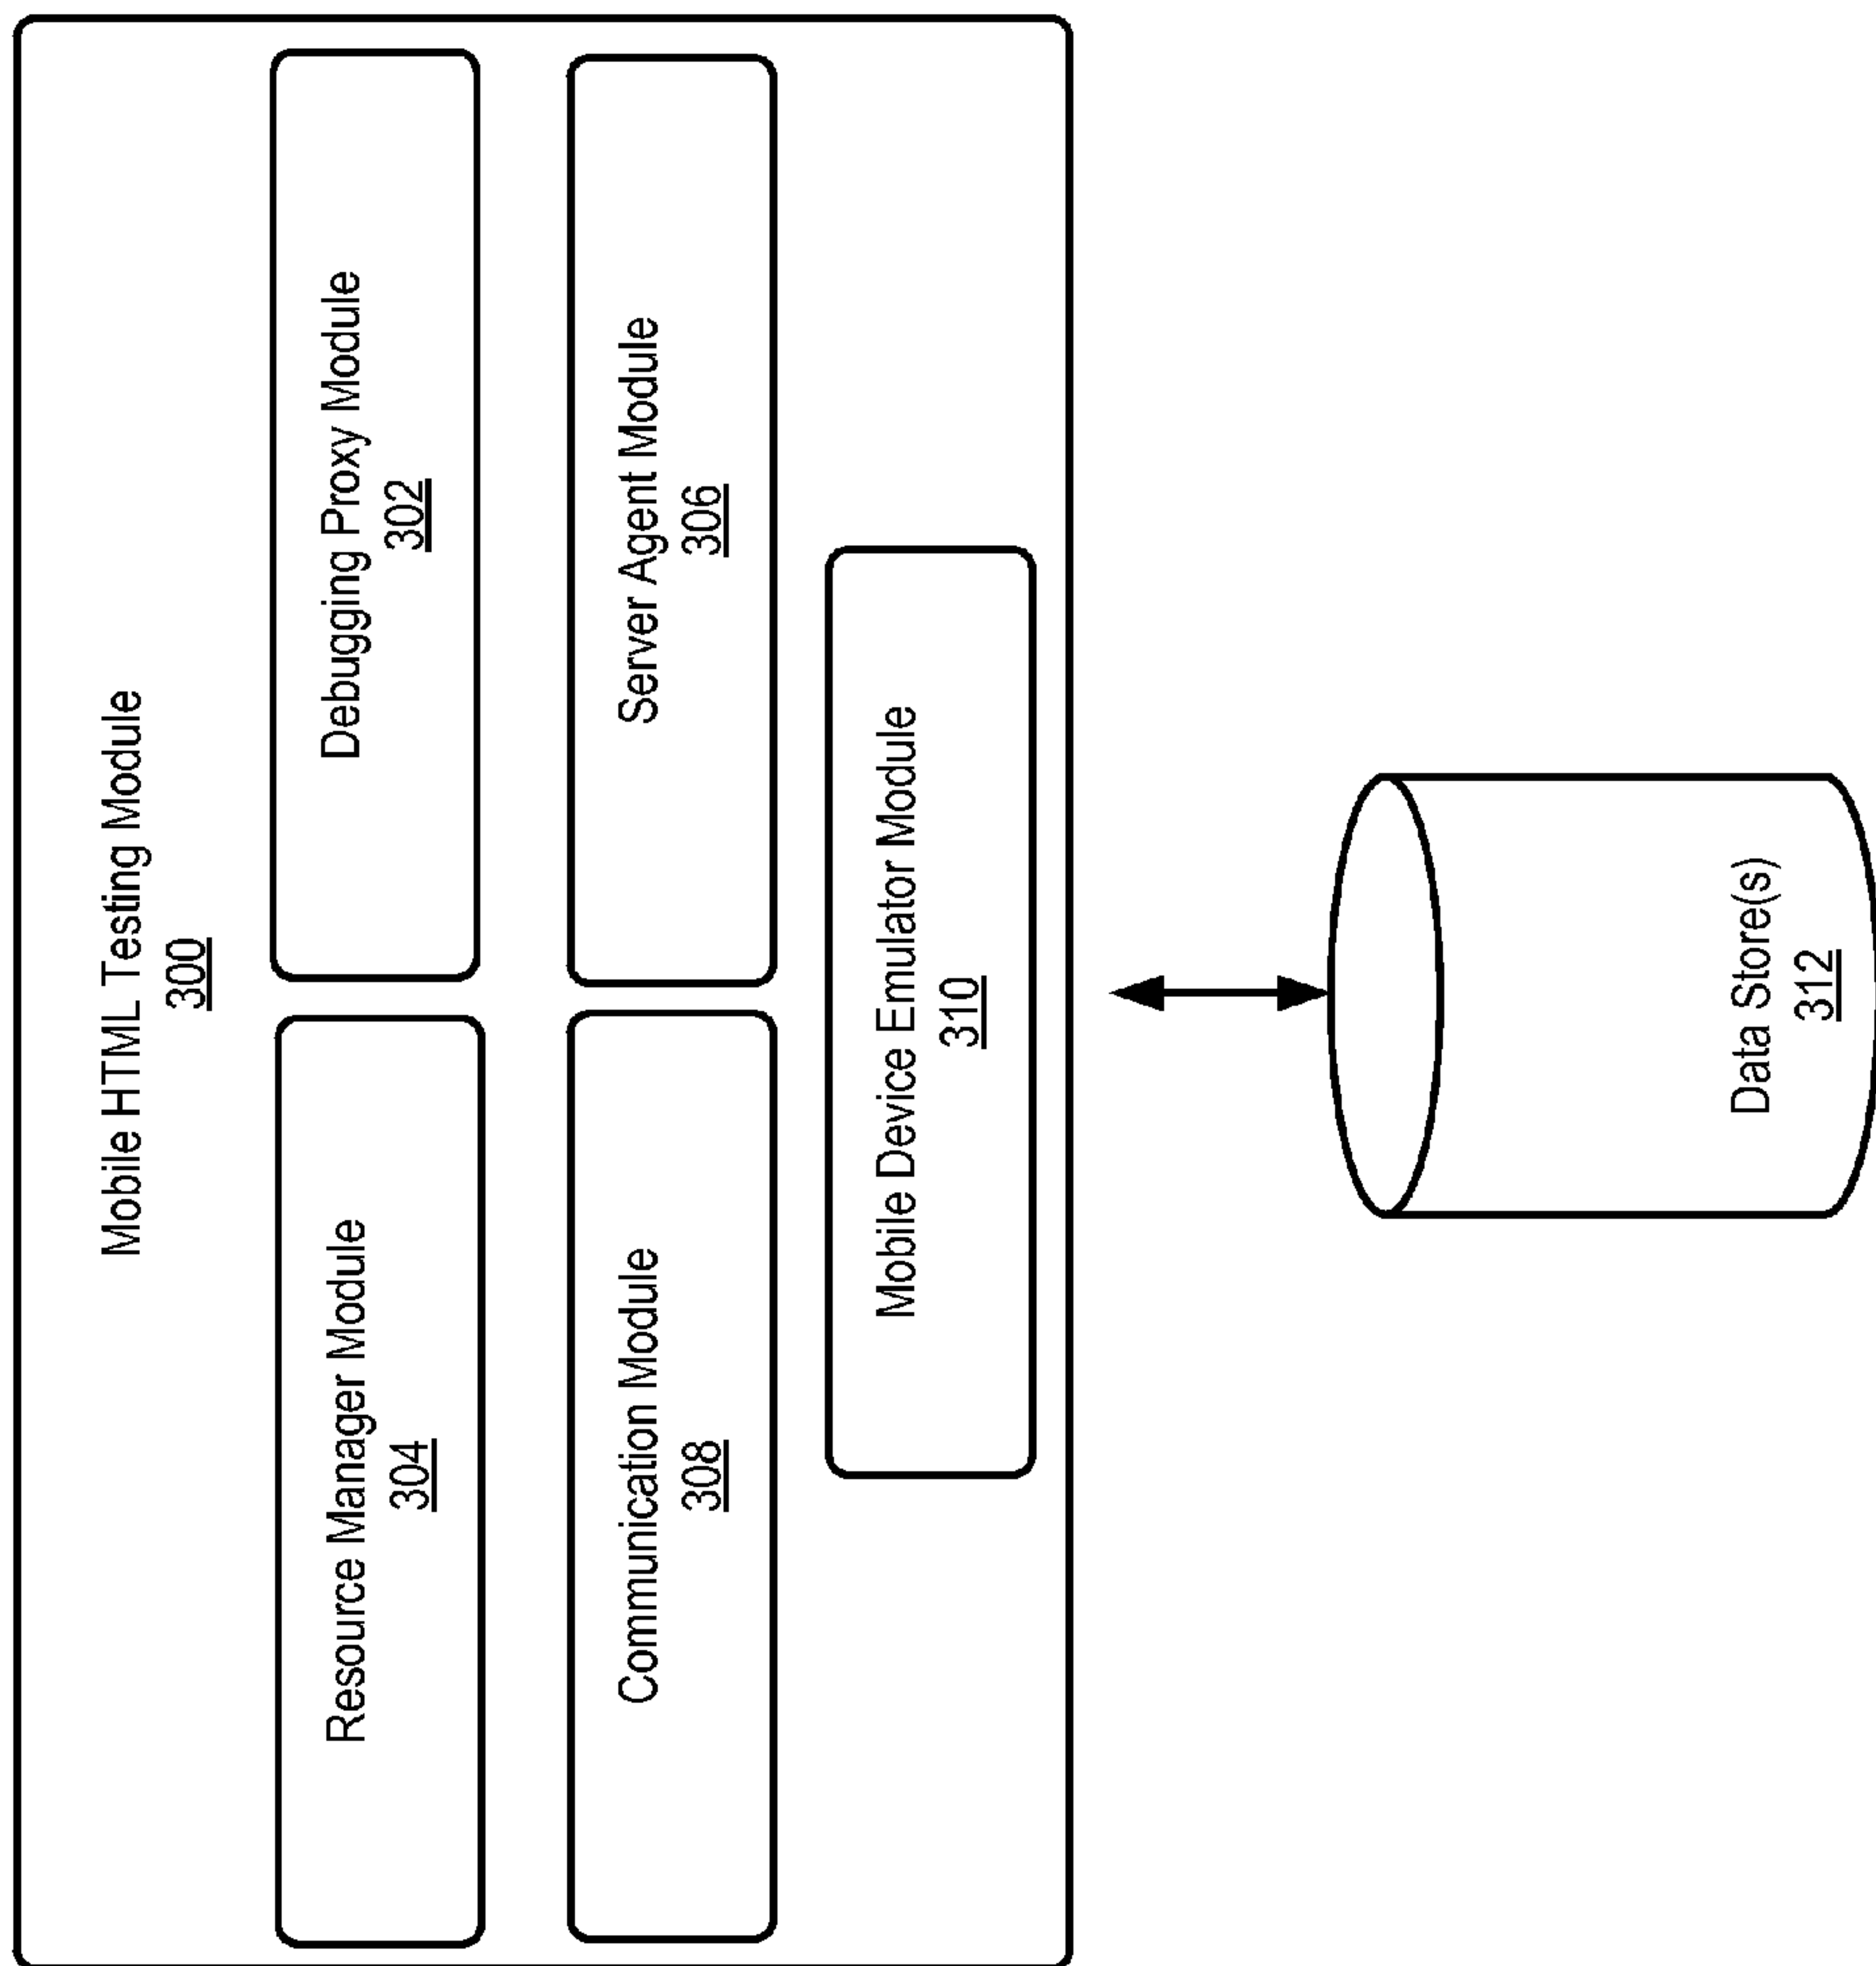 Mobile HTML Testing Module
300
Resource Manager Module
304
Debugging Proxy Module
302
Communication Module
308
Server Agent Module
306
Mobile Device Emulator Module
310
Data Store(s)
312